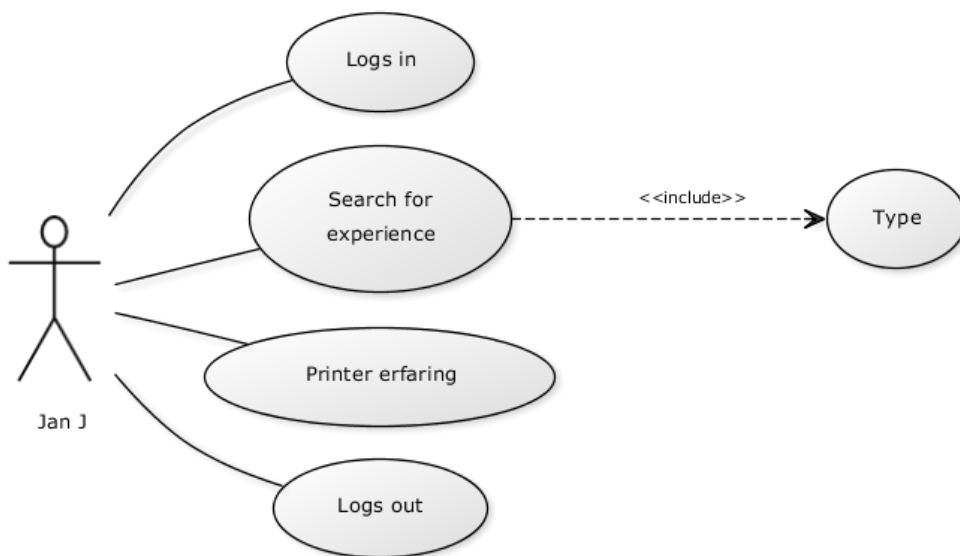 Logs in
Search for
experience
<<include>>
Type
Printer erfaring
Jan J
Logs out